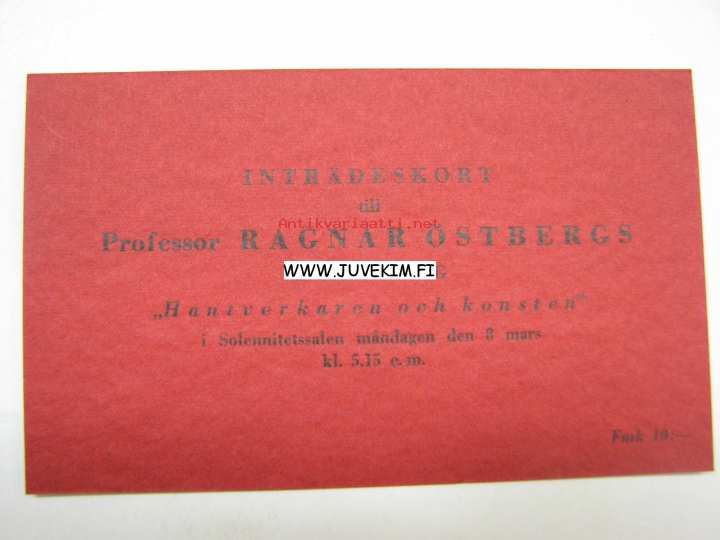 INTRÄDESKORT
till
Antikvariaatti.net
Professor RAGNAR ÖSTBERGS
WWW.JUVEKIM.FI
„Hantverkaren och konsten”
i Solennitetssalen måndagen den 8 mars
kl. 5.15 e. m.
Fmk 10:—